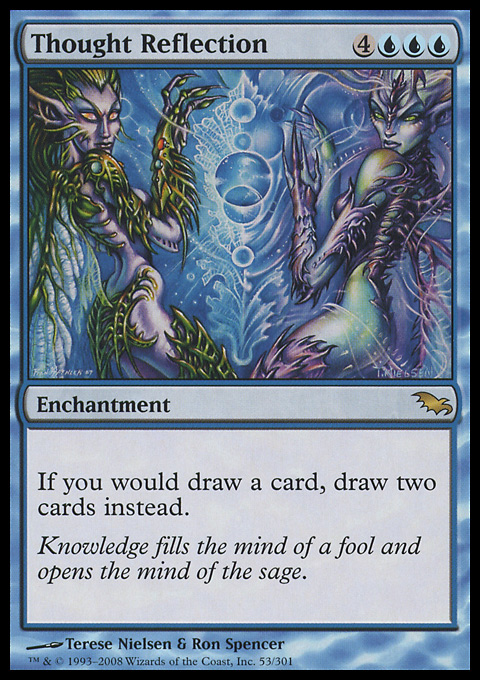 Thought Reflection 4
T. NIELSEN
Enchantment
If you would draw a card, draw two
cards instead.
Knowledge fills the mind of a fool and
opens the mind of the sage.
Terese Nielsen & Ron Spencer
™ & © 1993–2008 Wizards of the Coast, Inc. 53/301